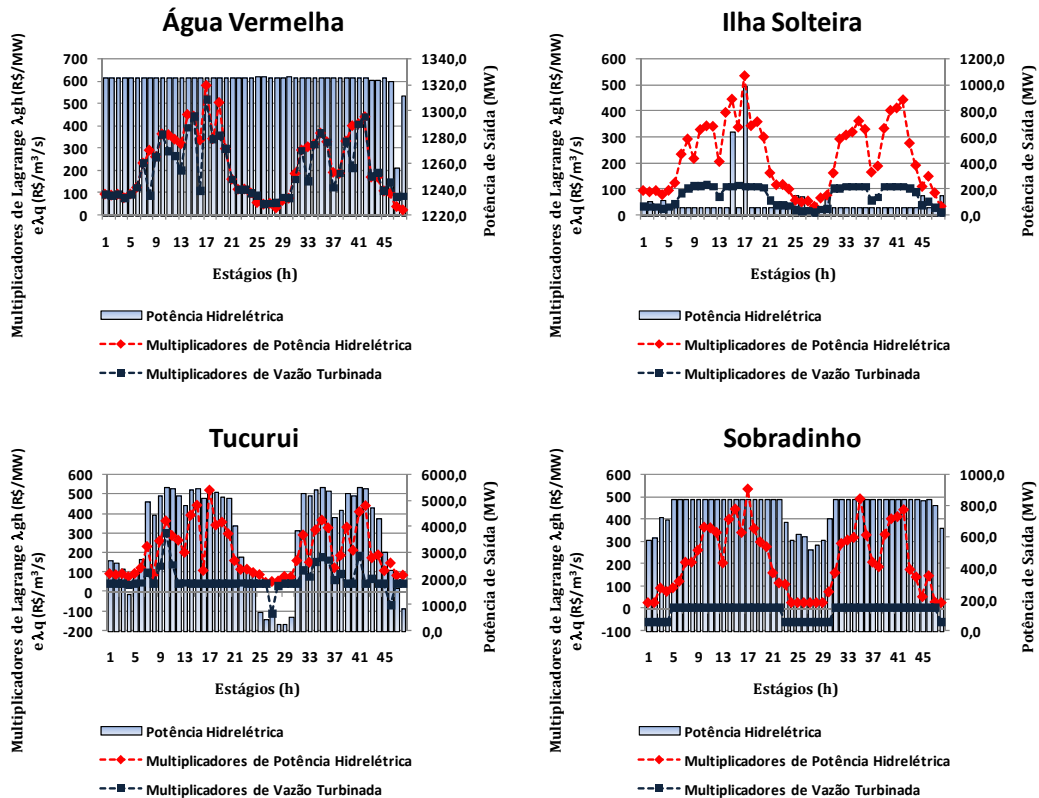 Água Vermelha
Multiplicadores de Lagrange λgh (R$/MW)
e λq (R$/m³/s)
700
600
500
400
300
200
100
0
1340,0
1320,0
1300,0
1280,0
1260,0
1240,0
1220,0
Potência de Saída (MW)
1 5 9 13 17 21 25 29 33 37 41 45
Estágios (h)
Potência Hidrelétrica
Multiplicadores de Potência Hidrelétrica
Multiplicadores de Vazão Turbinada
Ilha Solteira
Multiplicadores de Lagrange λgh (R$/MW)
e λq (R$/m³/s)
600
500
400
300
200
100
0
1200,0
1000,0
800,0
600,0
400,0
200,0
0,0
Potência de Saída (MW)
1 5 9 13 17 21 25 29 33 37 41 45
Estágios (h)
Potência Hidrelétrica
Multiplicadores de Potência Hidrelétrica
Multiplicadores de Vazão Turbinada
Tucurui
Multiplicadores de Lagrange λgh (R$/MW)
e λq (R$/m³/s)
600
500
400
300
200
100
0
-100
-200
6000,0
5000,0
4000,0
3000,0
2000,0
1000,0
0,0
Potência de Saída (MW)
1 5 9 13 17 21 25 29 33 37 41 45
Estágios (h)
Potência Hidrelétrica
Multiplicadores de Potência Hidrelétrica
Multiplicadores de Vazão Turbinada
Sobradinho
Multiplicadores de Lagrange λgh (R$/MW)
e λq (R$/m³/s)
600
500
400
300
200
100
0
-100
1000,0
800,0
600,0
400,0
200,0
0,0
Potência de Saída (MW)
1 5 9 13 17 21 25 29 33 37 41 45
Estágios (h)
Potência Hidrelétrica
Multiplicadores de Potência Hidrelétrica
Multiplicadores de Vazão Turbinada